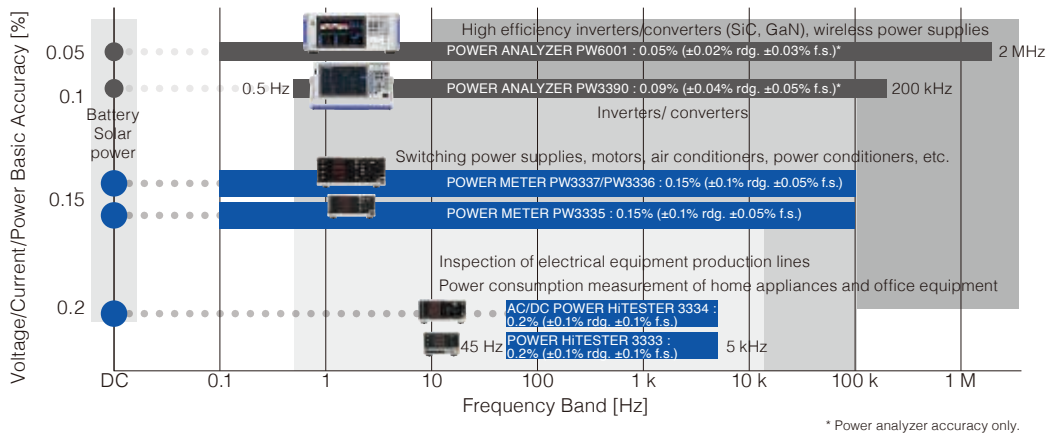 Voltage/Current/Power Basic Accuracy [%]
High efficiency inverters/converters (SiC, GaN), wireless power supplies
0.05
POWER ANALYZER PW6001 : 0.05% (±0.02% rdg. ±0.03% f.s.)*
2 MHz
0.1
0.5 Hz
POWER ANALYZER PW3390 : 0.09% (±0.04% rdg. ±0.05% f.s.)*
200 kHz
Battery
Solar
power
Inverters/ converters
Switching power supplies, motors, air conditioners, power conditioners, etc.
0.15
POWER METER PW3337/PW3336 : 0.15% (±0.1% rdg. ±0.05% f.s.)
POWER METER PW3335 : 0.15% (±0.1% rdg. ±0.05% f.s.)
Inspection of electrical equipment production lines
Power consumption measurement of home appliances and office equipment
0.2
AC/DC POWER HiTESTER 3334 :
0.2% (±0.1% rdg. ±0.1% f.s.)
45 Hz
POWER HiTESTER 3333 :
0.2% (±0.1% rdg. ±0.1% f.s.)
5 kHz
DC 0.1 1 10 100 1 k 10 k 100 k 1 M
Frequency Band [Hz]
* Power analyzer accuracy only.